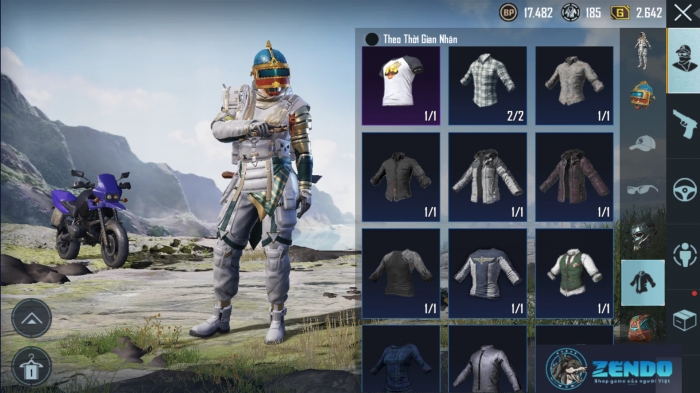 BP 17.482 185 G 2.642
Theo Thời Gian Nhận
1/1 2/2 1/1
1/1 1/1 1/1
1/1 1/1 1/1
ZENDO
Shop game của người Việt